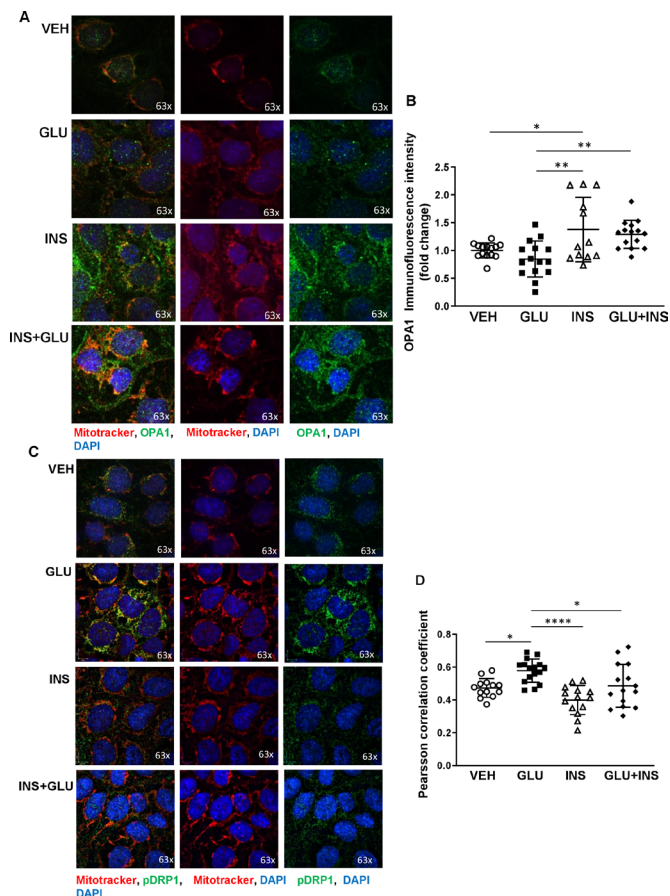 A
VEH
63x
63x
63x
GLU
63x
63x
63x
INS
63x
63x
63x
INS+GLU
63x
63x
63x
Mitotracker, OPA1, DAPI
Mitotracker, DAPI
OPA1, DAPI
B
OPA1 Immunofluorescence intensity
(fold change)
2.5
2.0
1.5
1.0
0.5
0.0
*
**
**
VEH GLU INS GLU+INS
C
VEH
63x
63x
63x
GLU
63x
63x
63x
INS
63x
63x
63x
INS+GLU
63x
63x
63x
Mitotracker, pDRP1, DAPI
Mitotracker, DAPI
pDRP1, DAPI
D
Pearsson correlation coefficient
0.8
0.6
0.4
0.2
0.0
*
****
*
VEH GLU INS GLU+INS